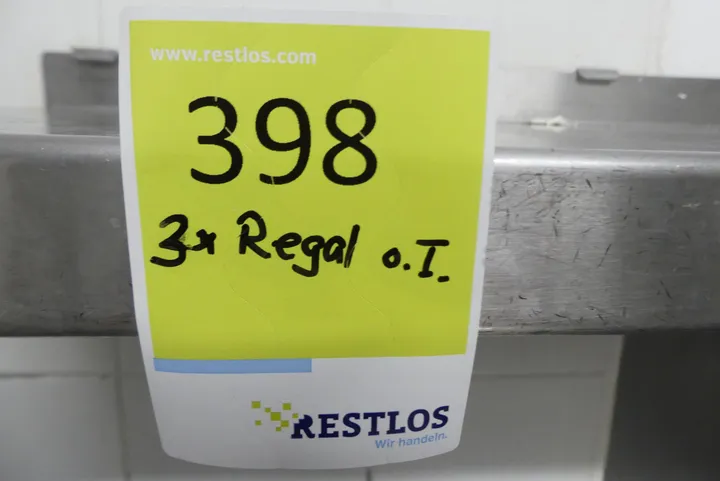 www.restlos.com
398
3x Regal o.I.
RESTLOS
Wir handeln.